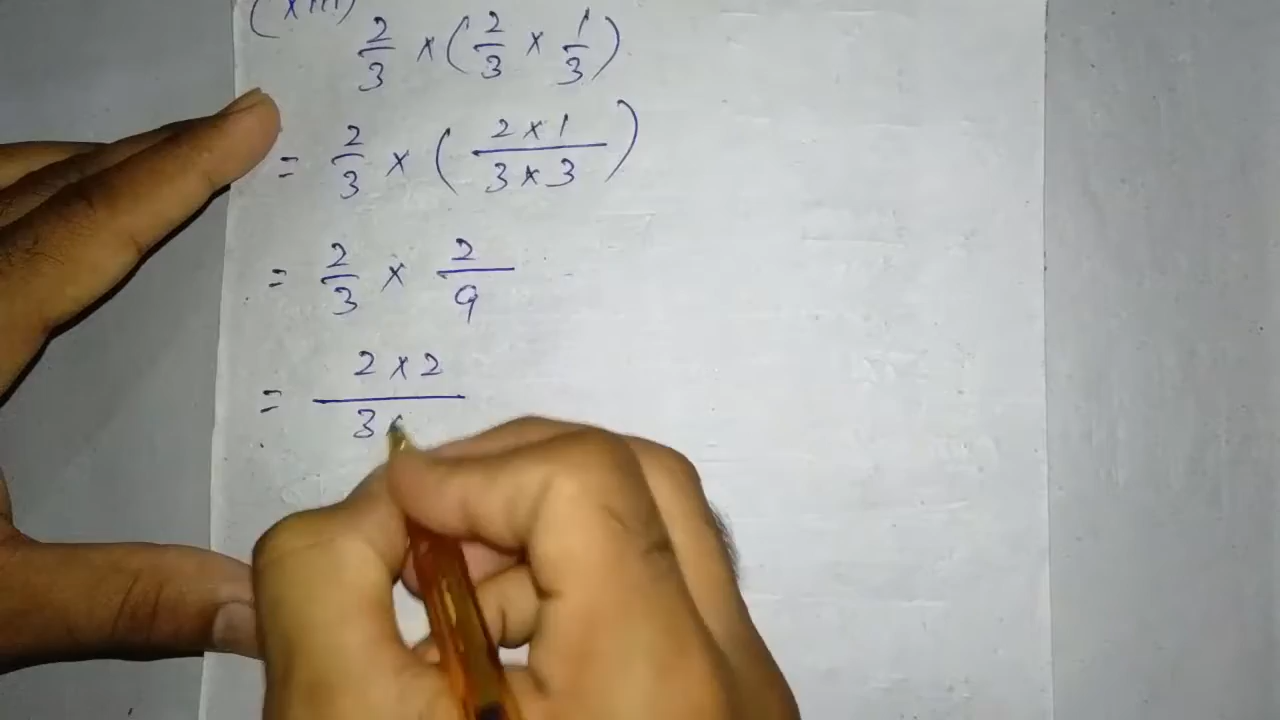 (xiii)
2/3 × (2/3 × 1/3)
= 2/3 × (2×1 / 3×3)
= 2/3 × 2/9
= 2×2 / 3×